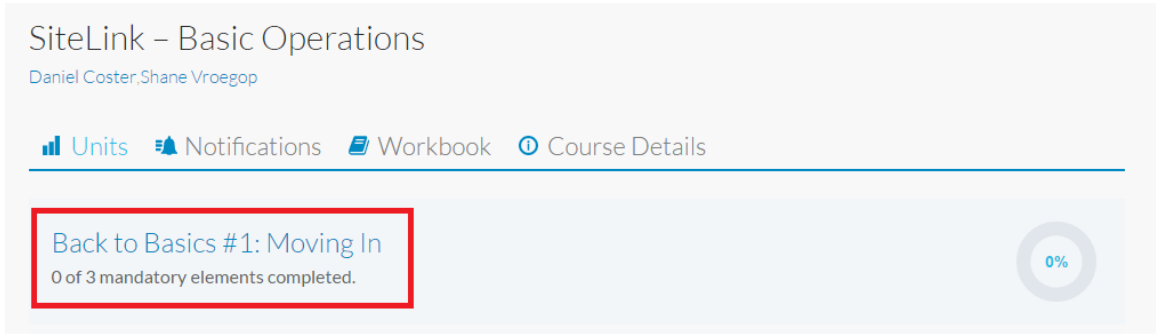 SiteLink – Basic Operations
Daniel Coster,Shane Vroegop
Units Notifications Workbook Course Details
Back to Basics #1: Moving In
0 of 3 mandatory elements completed.
0%